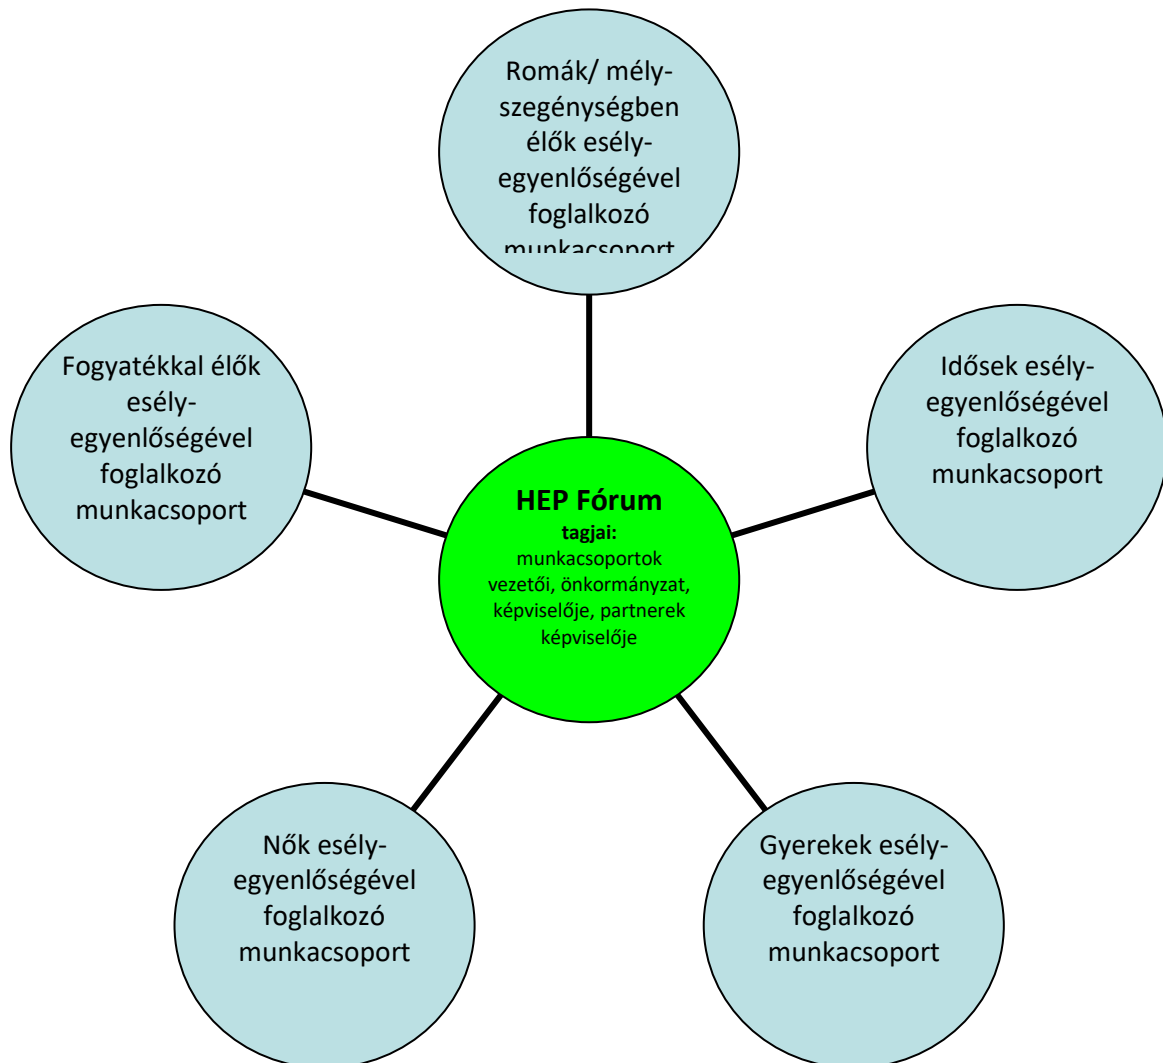 Romák/ mély-
szegénységben
élők esély-
egyenlőségével
foglalkozó
munkacsoport
Fogyatékkal élők
esély-
egyenlőségével
foglalkozó
munkacsoport
Idősek esély-
egyenlőségével
foglalkozó
munkacsoport
HEP Fórum
tagjai:
munkacsoportok
vezetői, önkormányzat,
képviselője, partnerek
képviselője
Nők esély-
egyenlőségével
foglalkozó
munkacsoport
Gyerekek esély-
egyenlőségével
foglalkozó
munkacsoport